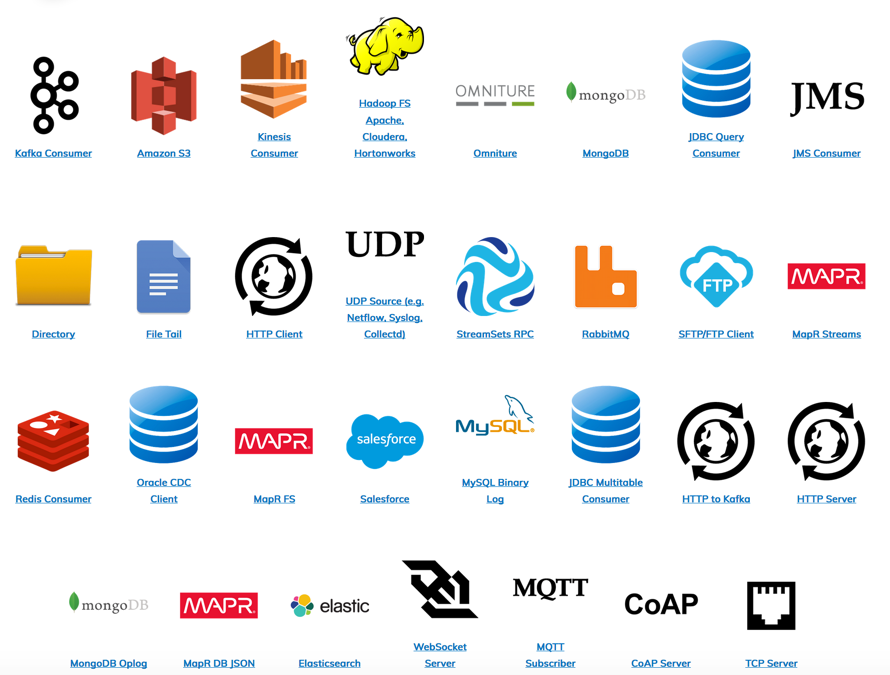 OMNITURE
mongoDB
JMS
Kafka Consumer
Amazon S3
Kinesis
Consumer
Hadoop FS
Apache,
Cloudera,
Hortonworks
Omniture
MongoDB
JDBC Query
Consumer
JMS Consumer
UDP
FTP
MAPR
Directory
File Tail
HTTP Client
UDP Source (e.g.
Netflow, Syslog,
Collectd)
StreamSets RPC
RabbitMQ
SFTP/FTP Client
MapR Streams
MAPR
salesforce
MySQL
Redis Consumer
Oracle CDC
Client
MapR FS
Salesforce
MySQL Binary
Log
JDBC Multitable
Consumer
HTTP to Kafka
HTTP Server
mongoDB
MAPR
elastic
MQTT
CoAP
MongoDB Oplog
MapR DB JSON
Elasticsearch
WebSocket
Server
MQTT
Subscriber
CoAP Server
TCP Server